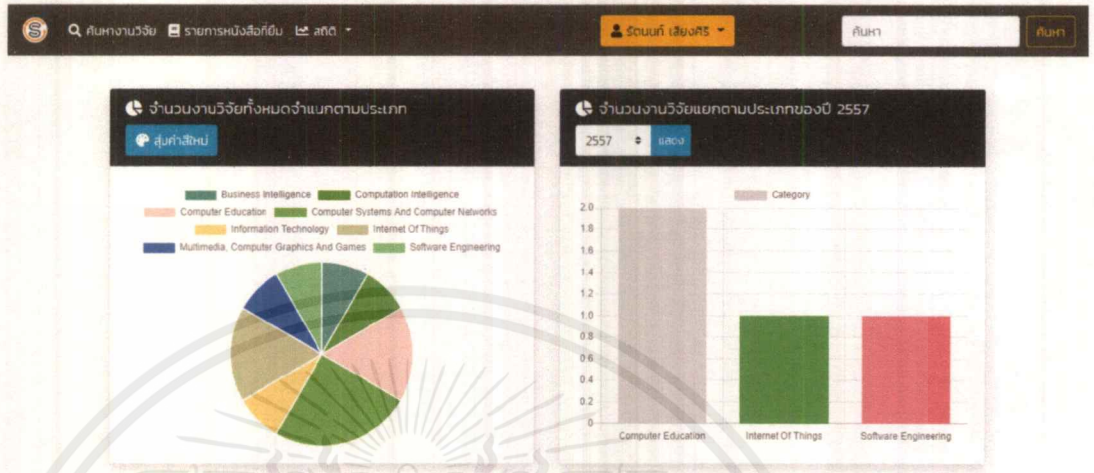 ค้นหางานวิจัย รายการหนังสือที่ยืม สถิติ รัตนนท์ เสียงศิริ ค้นหา ค้นหา
จำนวนงานวิจัยทั้งหมดจำแนกตามประเภท
สุ่มค่าสีใหม่
Business Intelligence Computation Intelligence
Computer Education Computer Systems And Computer Networks
Information Technology Internet Of Things
Multimedia, Computer Graphics And Games Software Engineering
จำนวนงานวิจัยแยกตามประเภทของปี 2557
2557 แสดง
Category
2.0
1.8
1.6
1.4
1.2
1.0
0.8
0.6
0.4
0.2
0
Computer Education Internet Of Things Software Engineering